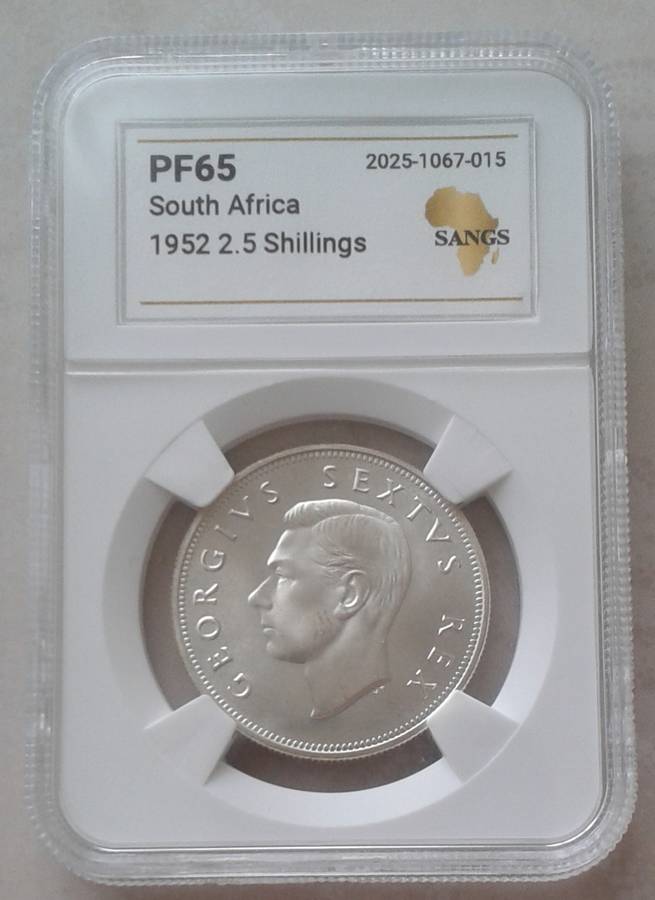 PF65
2025-1067-015
South Africa
1952 2.5 Shillings
SANGS
GEORGIVS SEXTVS REX